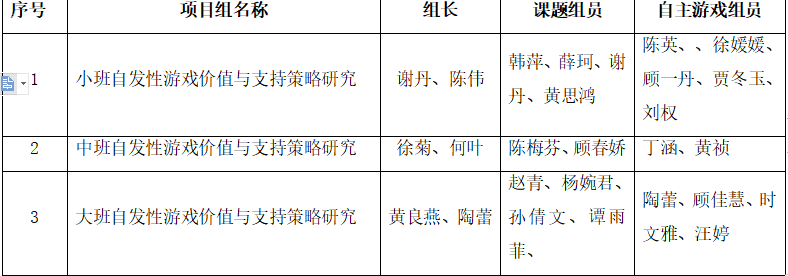 序号 项目组名称 组长 课题组员 自主游戏组员
1 小班自发性游戏价值与支持策略研究 谢丹、陈伟 韩萍、薛珂、谢
丹、黄思鸿 陈英、、徐媛媛、
顾一丹、贾冬玉、
刘权
2 中班自发性游戏价值与支持策略研究 徐菊、何叶 陈梅芬、顾春娇 丁涵、黄祯
3 大班自发性游戏价值与支持策略研究 黄良燕、陶蕾 赵青、杨婉君、
孙倩文、谭雨
菲、 陶蕾、顾佳慧、时
文雅、汪婷